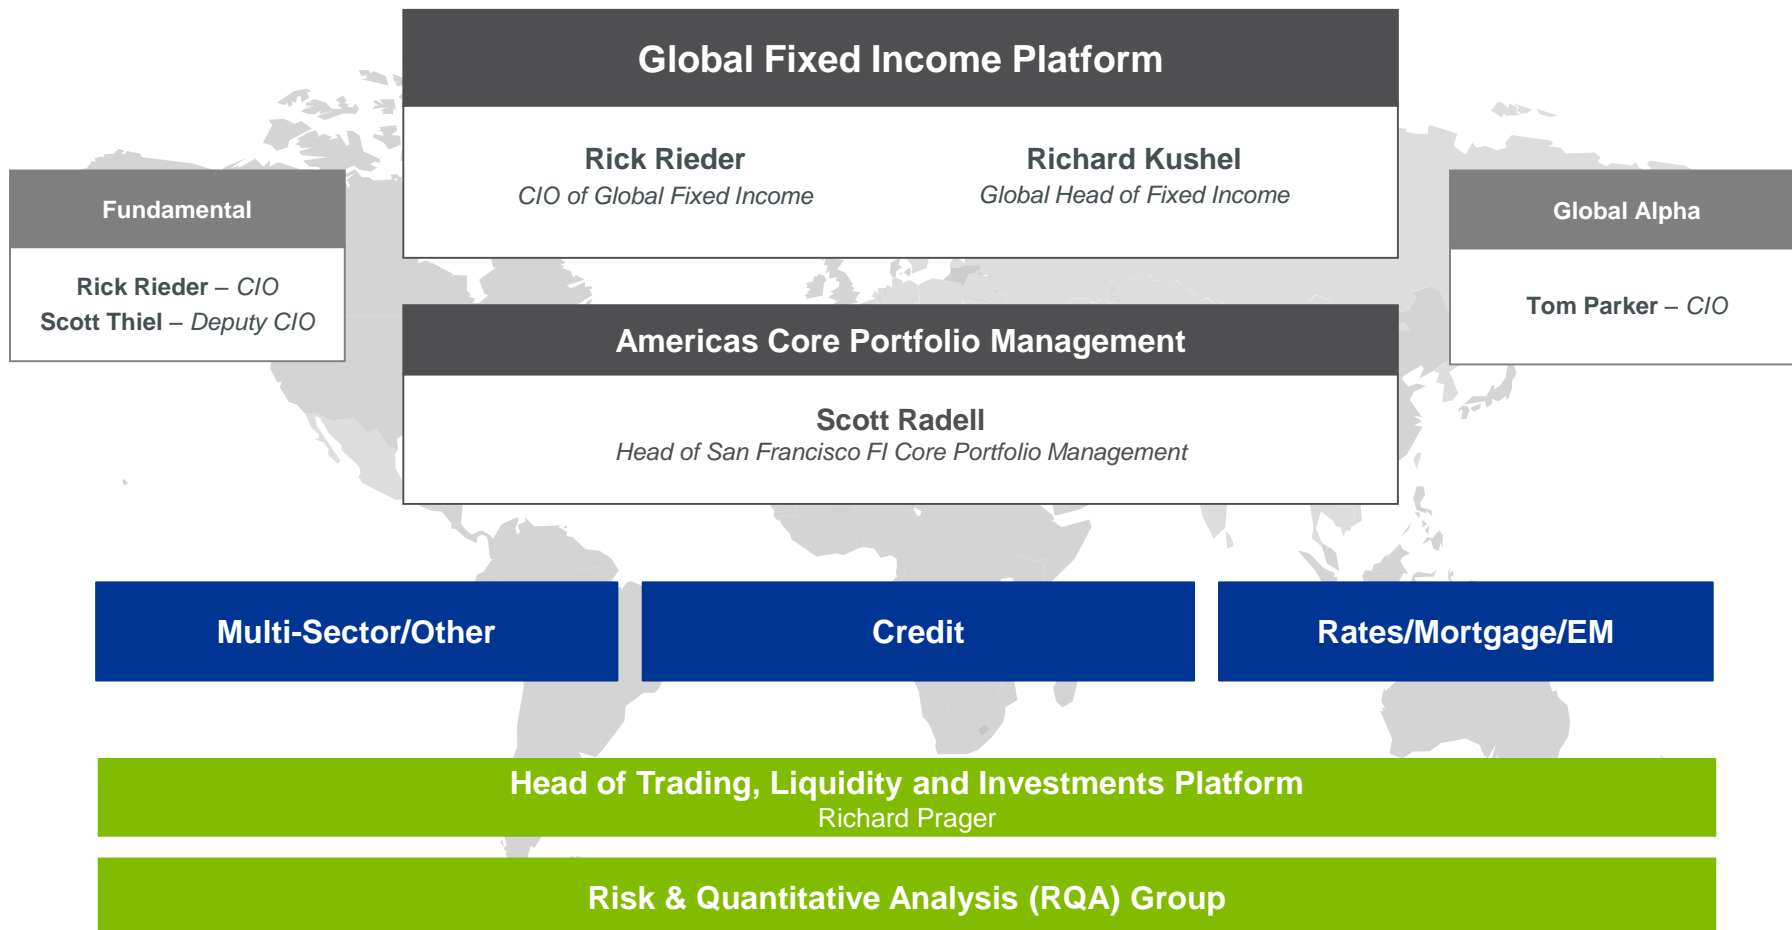 Global Fixed Income Platform
Rick Rieder
CIO of Global Fixed Income
Richard Kushel
Global Head of Fixed Income
Fundamental
Rick Rieder – CIO
Scott Thiel – Deputy CIO
Global Alpha
Tom Parker – CIO
Americas Core Portfolio Management
Scott Radell
Head of San Francisco FI Core Portfolio Management
Multi-Sector/Other
Credit
Rates/Mortgage/EM
Head of Trading, Liquidity and Investments Platform
Richard Prager
Risk & Quantitative Analysis (RQA) Group